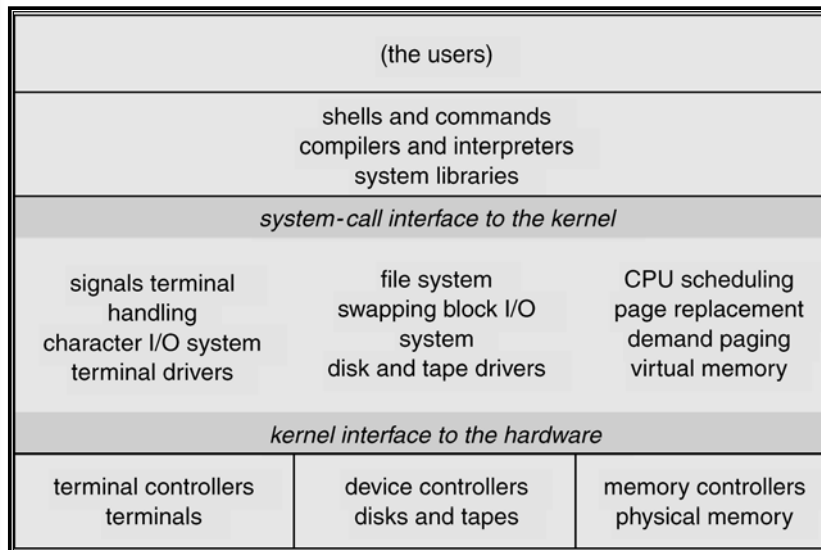 (the users)
shells and commands
compilers and interpreters
system libraries
system-call interface to the kernel
signals terminal
handling
character I/O system
terminal drivers
file system
swapping block I/O
system
disk and tape drivers
CPU scheduling
page replacement
demand paging
virtual memory
kernel interface to the hardware
terminal controllers
terminals
device controllers
disks and tapes
memory controllers
physical memory